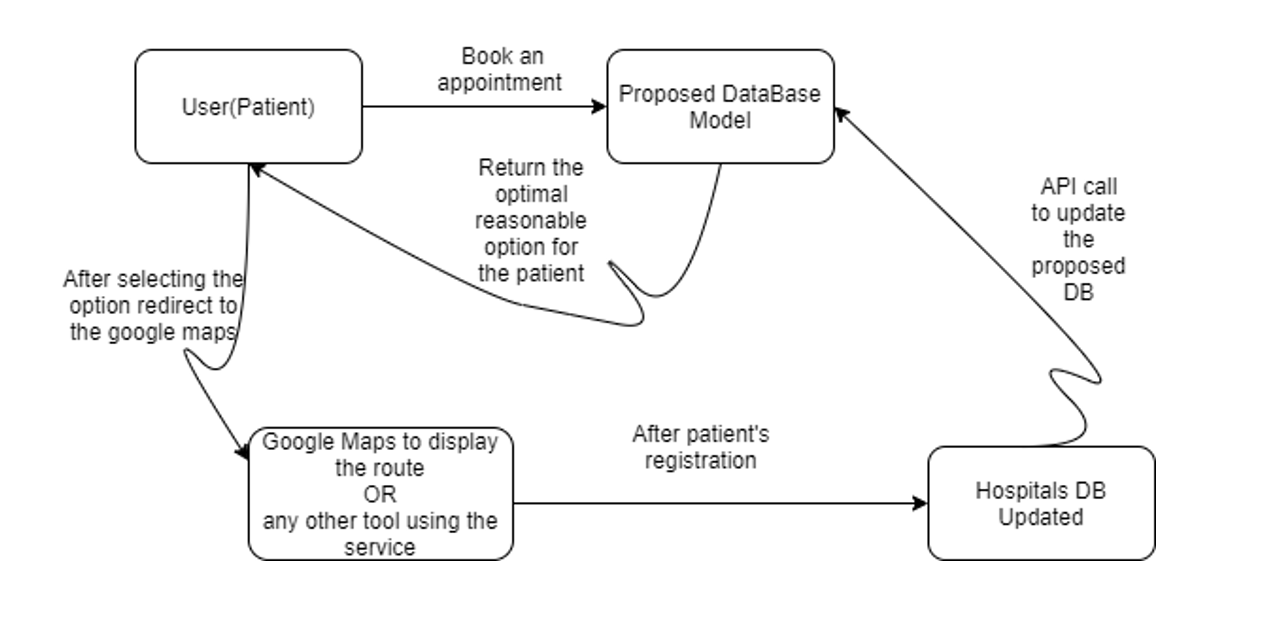 Book an
appointment
User(Patient)
Proposed DataBase
Model
Return the
optimal
reasonable
option for
the patient
API call
to update
the
proposed
DB
After selecting the
option redirect to
the google maps
Google Maps to display
the route
OR
any other tool using the
service
After patient's
registration
Hospitals DB
Updated